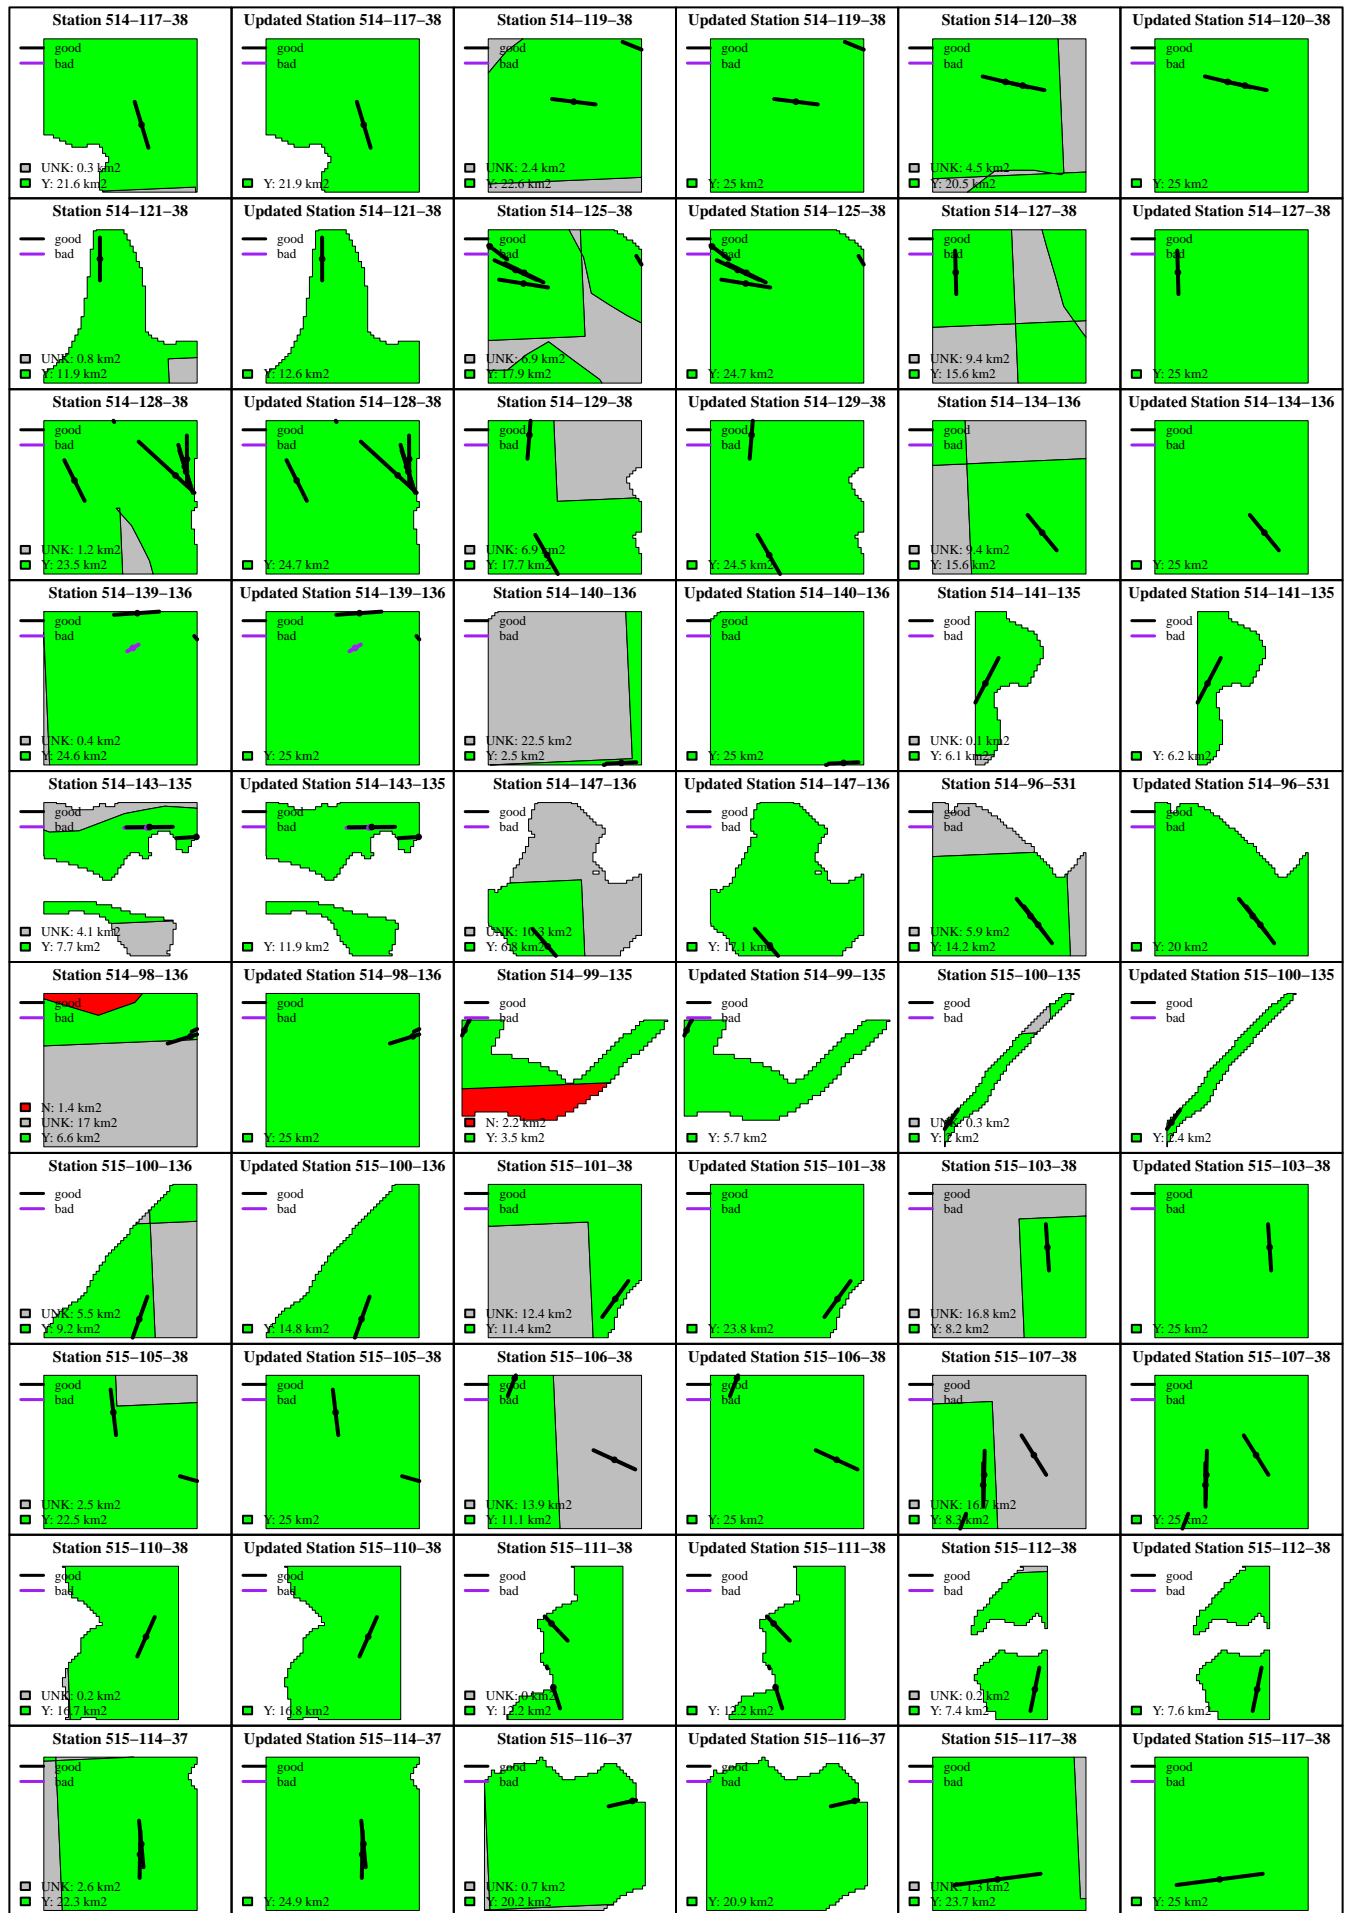 Station 514–117–38
good
bad
UNK: 0.3 km2
Y: 21.6 km2
Updated Station 514–117–38
good
bad
Y: 21.9 km2
Station 514–119–38
good
bad
UNK: 2.4 km2
Y: 22.6 km2
Updated Station 514–119–38
good
bad
Y: 25 km2
Station 514–120–38
good
bad
UNK: 4.5 km2
Y: 20.5 km2
Updated Station 514–120–38
good
bad
Y: 25 km2
Station 514–121–38
good
bad
UNK: 0.8 km2
Y: 11.9 km2
Updated Station 514–121–38
good
bad
Y: 12.6 km2
Station 514–125–38
good
bad
UNK: 6.9 km2
Y: 17.9 km2
Updated Station 514–125–38
good
bad
Y: 24.7 km2
Station 514–127–38
good
bad
UNK: 9.4 km2
Y: 15.6 km2
Updated Station 514–127–38
good
bad
Y: 25 km2
Station 514–128–38
good
bad
UNK: 1.2 km2
Y: 23.5 km2
Updated Station 514–128–38
good
bad
Y: 24.7 km2
Station 514–129–38
good
bad
UNK: 6.9 km2
Y: 17.7 km2
Updated Station 514–129–38
good
bad
Y: 24.5 km2
Station 514–134–136
good
bad
UNK: 9.4 km2
Y: 15.6 km2
Updated Station 514–134–136
good
bad
Y: 25 km2
Station 514–139–136
good
bad
UNK: 0.4 km2
Y: 24.6 km2
Updated Station 514–139–136
good
bad
Y: 25 km2
Station 514–140–136
good
bad
UNK: 22.5 km2
Y: 2.5 km2
Updated Station 514–140–136
good
bad
Y: 25 km2
Station 514–141–135
good
bad
UNK: 0.1 km2
Y: 6.1 km2
Updated Station 514–141–135
good
bad
Y: 6.2 km2
Station 514–143–135
good
bad
UNK: 4.1 km2
Y: 7.7 km2
Updated Station 514–143–135
good
bad
Y: 11.9 km2
Station 514–147–136
good
bad
UNK: 10.3 km2
Y: 6.8 km2
Updated Station 514–147–136
good
bad
Y: 17.1 km2
Station 514–96–531
good
bad
UNK: 5.9 km2
Y: 14.2 km2
Updated Station 514–96–531
good
bad
Y: 20 km2
Station 514–98–136
good
bad
N: 1.4 km2
UNK: 17 km2
Y: 6.6 km2
Updated Station 514–98–136
good
bad
Y: 25 km2
Station 514–99–135
good
bad
N: 2.2 km2
Y: 3.5 km2
Updated Station 514–99–135
good
bad
Y: 5.7 km2
Station 515–100–135
good
bad
UNK: 0.3 km2
Y: 2 km2
Updated Station 515–100–135
good
bad
Y: 2.4 km2
Station 515–100–136
good
bad
UNK: 5.5 km2
Y: 9.2 km2
Updated Station 515–100–136
good
bad
Y: 14.8 km2
Station 515–101–38
good
bad
UNK: 12.4 km2
Y: 11.4 km2
Updated Station 515–101–38
good
bad
Y: 23.8 km2
Station 515–103–38
good
bad
UNK: 16.8 km2
Y: 8.2 km2
Updated Station 515–103–38
good
bad
Y: 25 km2
Station 515–105–38
good
bad
UNK: 2.5 km2
Y: 22.5 km2
Updated Station 515–105–38
good
bad
Y: 25 km2
Station 515–106–38
good
bad
UNK: 13.9 km2
Y: 11.1 km2
Updated Station 515–106–38
good
bad
Y: 25 km2
Station 515–107–38
good
bad
UNK: 16.7 km2
Y: 8.3 km2
Updated Station 515–107–38
good
bad
Y: 25 km2
Station 515–110–38
good
bad
UNK: 0.2 km2
Y: 16.7 km2
Updated Station 515–110–38
good
bad
Y: 16.8 km2
Station 515–111–38
good
bad
UNK: 0 km2
Y: 12.2 km2
Updated Station 515–111–38
good
bad
Y: 12.2 km2
Station 515–112–38
good
bad
UNK: 0.2 km2
Y: 7.4 km2
Updated Station 515–112–38
good
bad
Y: 7.6 km2
Station 515–114–37
good
bad
UNK: 2.6 km2
Y: 22.3 km2
Updated Station 515–114–37
good
bad
Y: 24.9 km2
Station 515–116–37
good
bad
UNK: 0.7 km2
Y: 20.2 km2
Updated Station 515–116–37
good
bad
Y: 20.9 km2
Station 515–117–38
good
bad
UNK: 1.3 km2
Y: 23.7 km2
Updated Station 515–117–38
good
bad
Y: 25 km2